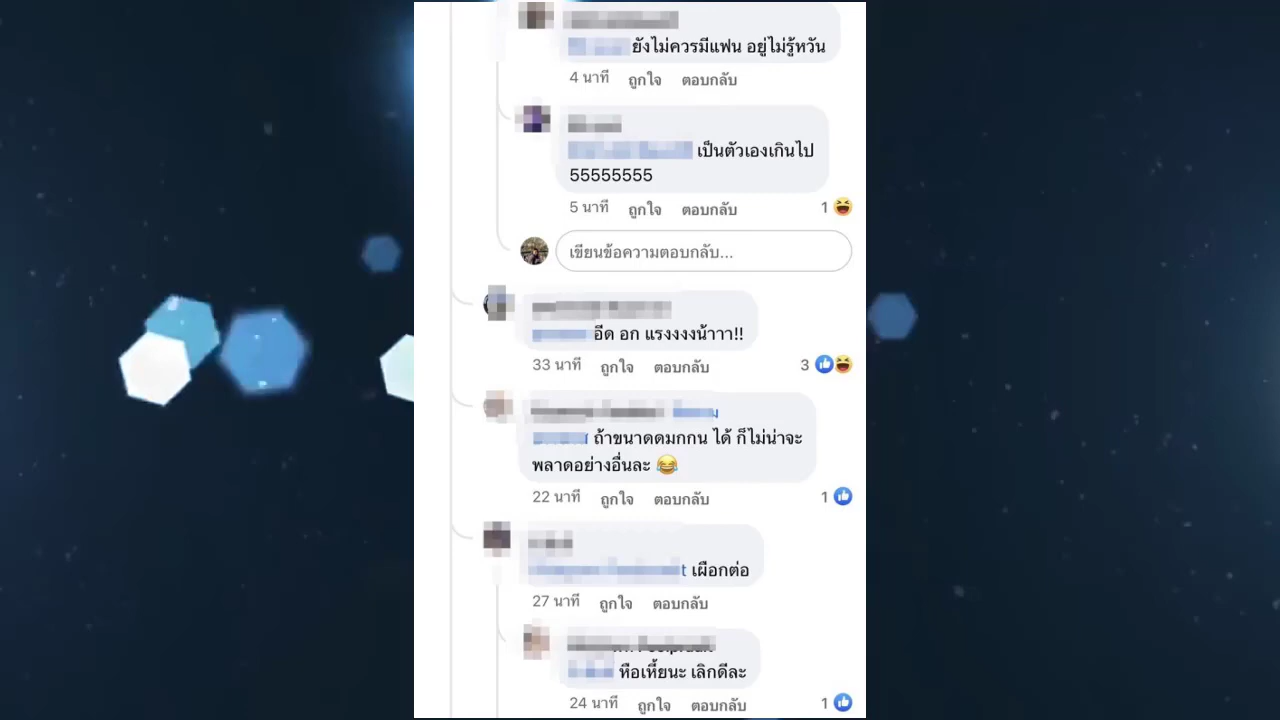 ยังไม่ควรมีแฟน อยู่ไม่รู้หวัน
4 นาที ถูกใจ ตอบกลับ
เป็นตัวเองเกินไป
55555555
5 นาที ถูกใจ ตอบกลับ 1
เขียนข้อความตอบกลับ...
อีด อก แรงงงงน้าาา!!
33 นาที ถูกใจ ตอบกลับ 3
ถ้าขนาดดมกกน ได้ ก็ไม่น่าจะ
พลาดอย่างอื่นละ 😂
22 นาที ถูกใจ ตอบกลับ 1
เผือกต่อ
27 นาที ถูกใจ ตอบกลับ
หือเหี้ยนะ เลิกดีละ
24 นาที ถูกใจ ตอบกลับ 1